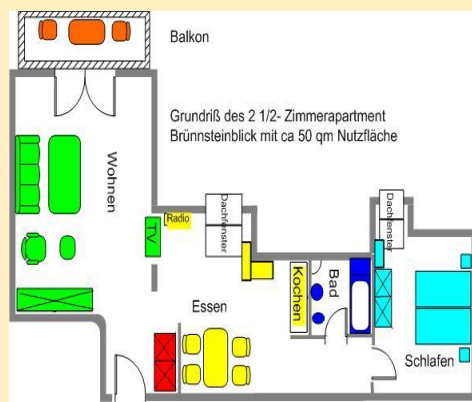 Balkon
Grundriß des 2 1/2- Zimmerapartment
Brünnsteinblick mit ca 50 qm Nutzfläche
Wohnen
TV
Radio
Dachfenster
Dachfenster
Kochen
Bad
Essen
Schlafen